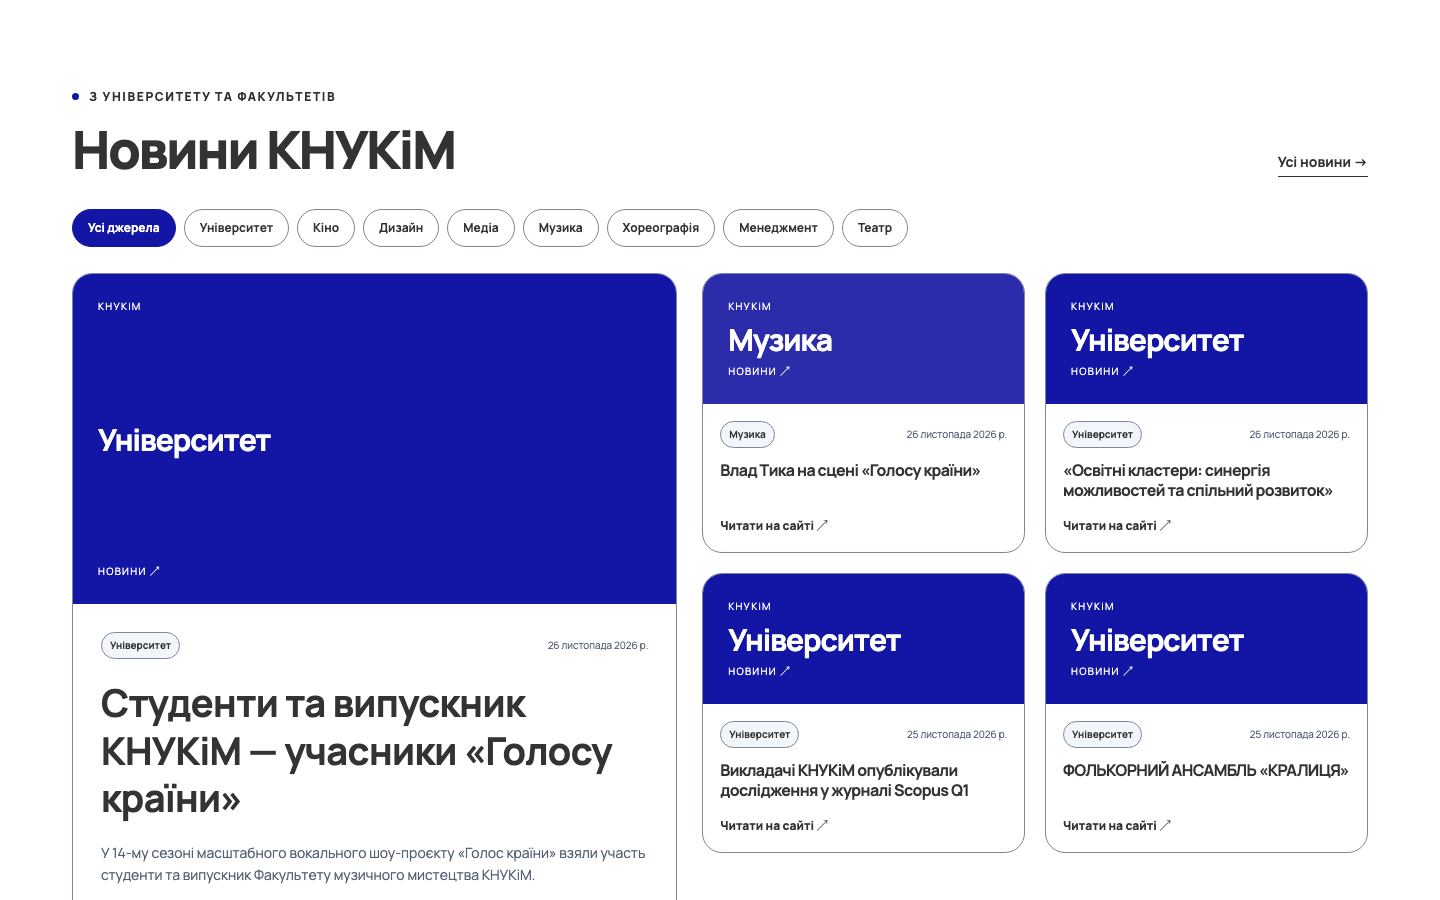 З УНІВЕРСИТЕТУ ТА ФАКУЛЬТЕТІВ
Новини КНУКіМ
Усі новини →
Усі джерела
Університет
Кіно
Дизайн
Медіа
Музика
Хореографія
Менеджмент
Театр
КНУКІМ
Університет
НОВИНИ ↗
Університет
26 листопада 2026 р.
Студенти та випускник
КНУКіМ — учасники «Голосу
країни»
У 14-му сезоні масштабного вокального шоу-проєкту «Голос країни» взяли участь
студенти та випускник Факультету музичного мистецтва КНУКіМ.
КНУКІМ
Музика
НОВИНИ ↗
Музика
26 листопада 2026 р.
Влад Тика на сцені «Голосу країни»
Читати на сайті ↗
КНУКІМ
Університет
НОВИНИ ↗
Університет
26 листопада 2026 р.
«Освітні кластери: синергія
можливостей та спільний розвиток»
Читати на сайті ↗
КНУКІМ
Університет
НОВИНИ ↗
Університет
25 листопада 2026 р.
Викладачі КНУКіМ опублікували
дослідження у журналі Scopus Q1
Читати на сайті ↗
КНУКІМ
Університет
НОВИНИ ↗
Університет
25 листопада 2026 р.
ФОЛЬКОРНИЙ АНСАМБЛЬ «КРАЛИЦЯ»
Читати на сайті ↗